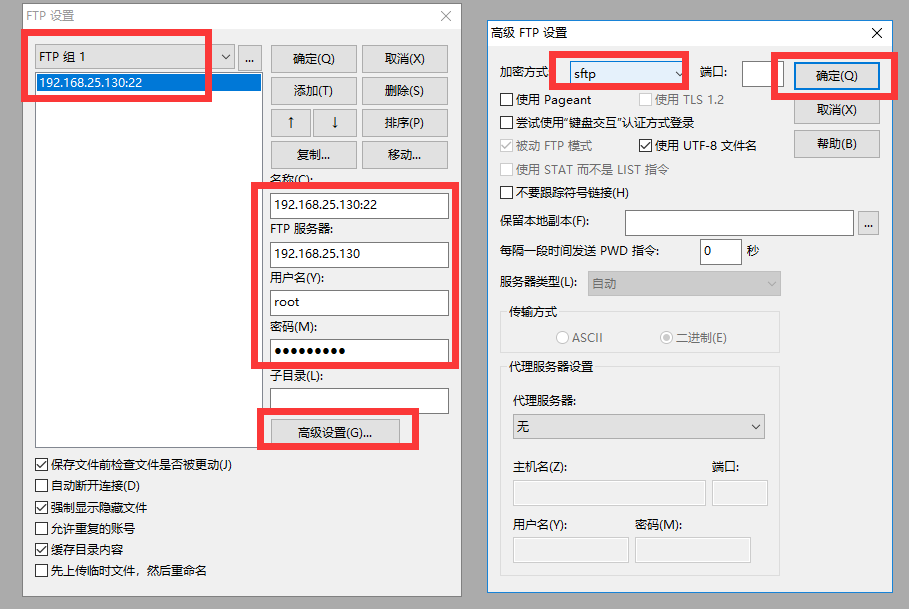 FTP 设置
FTP 组 1
...
192.168.25.130:22
确定(Q)
取消(X)
添加(T)
删除(S)
↑
↓
排序(P)
复制...
移动...
名称(C):
192.168.25.130:22
FTP 服务器:
192.168.25.130
用户名(Y):
root
密码(M):
●●●●●●●●●
子目录(L):
高级设置(G)...
保存文件前检查文件是否被更动(J)
自动断开连接(D)
强制显示隐藏文件
允许重复的账号
缓存目录内容
先上传临时文件，然后重命名
高级 FTP 设置
加密方式
sftp
端口:
确定(Q)
使用 Pageant
使用 TLS 1.2
取消(X)
尝试使用“键盘交互”认证方式登录
被动 FTP 模式
使用 UTF-8 文件名
帮助(B)
使用 STAT 而不是 LIST 指令
不要跟踪符号链接(H)
保留本地副本(F):
...
每隔一段时间发送 PWD 指令:
0
秒
服务器类型(L):
自动
传输方式
ASCII
二进制(E)
代理服务器设置
代理服务器:
无
主机名(Z):
端口:
用户名(Y):
密码(M):